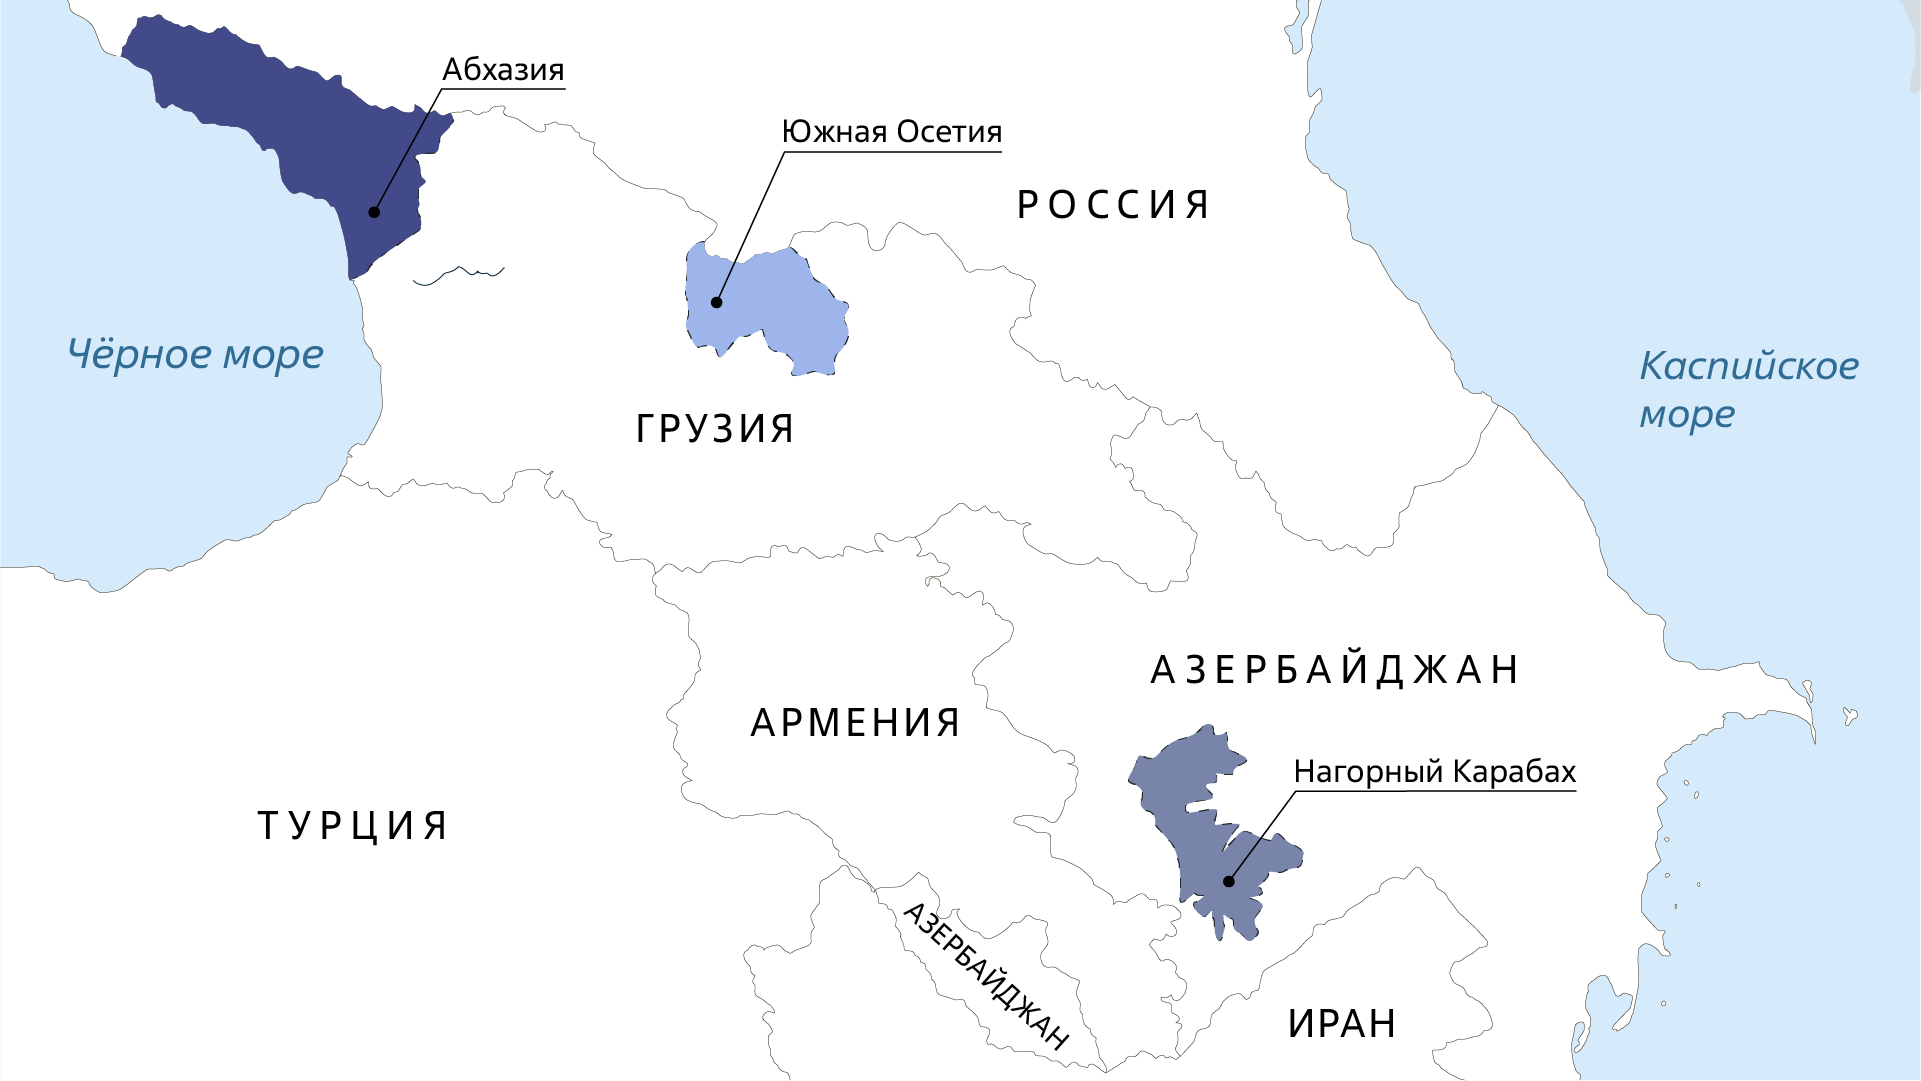 Абхазия
Южная Осетия
РОССИЯ
Чёрное море
Каспийское
море
ГРУЗИЯ
АЗЕРБАЙДЖАН
АРМЕНИЯ
Нагорный Карабах
ТУРЦИЯ
АЗЕРБАЙДЖАН
ИРАН